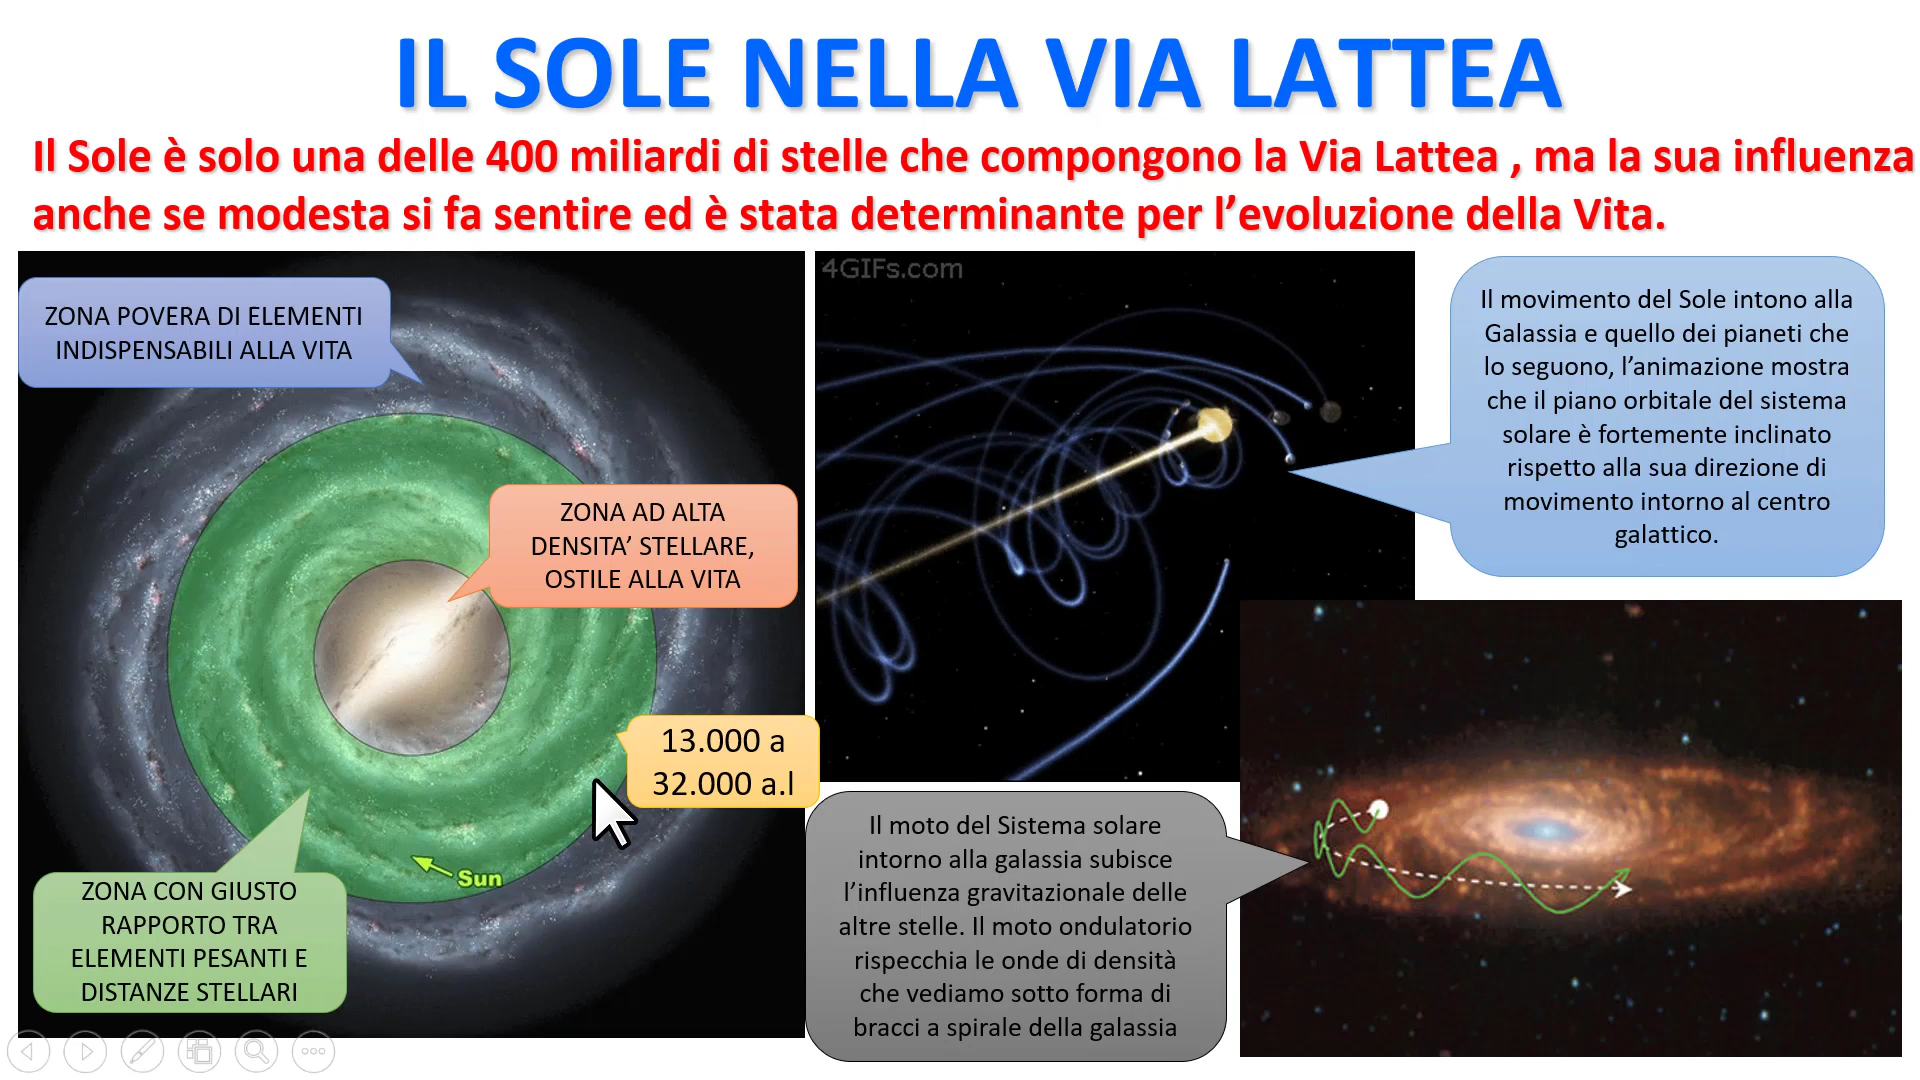 IL SOLE NELLA VIA LATTEA
Il Sole è solo una delle 400 miliardi di stelle che compongono la Via Lattea , ma la sua influenza
anche se modesta si fa sentire ed è stata determinante per l’evoluzione della Vita.
ZONA POVERA DI ELEMENTI
INDISPENSABILI ALLA VITA
ZONA AD ALTA
DENSITA’ STELLARE,
OSTILE ALLA VITA
13.000 a
32.000 a.l
Sun
ZONA CON GIUSTO
RAPPORTO TRA
ELEMENTI PESANTI E
DISTANZE STELLARI
4GIFs.com
Il movimento del Sole intono alla
Galassia e quello dei pianeti che
lo seguono, l’animazione mostra
che il piano orbitale del sistema
solare è fortemente inclinato
rispetto alla sua direzione di
movimento intorno al centro
galattico.
Il moto del Sistema solare
intorno alla galassia subisce
l’influenza gravitazionale delle
altre stelle. Il moto ondulatorio
rispecchia le onde di densità
che vediamo sotto forma di
bracci a spirale della galassia